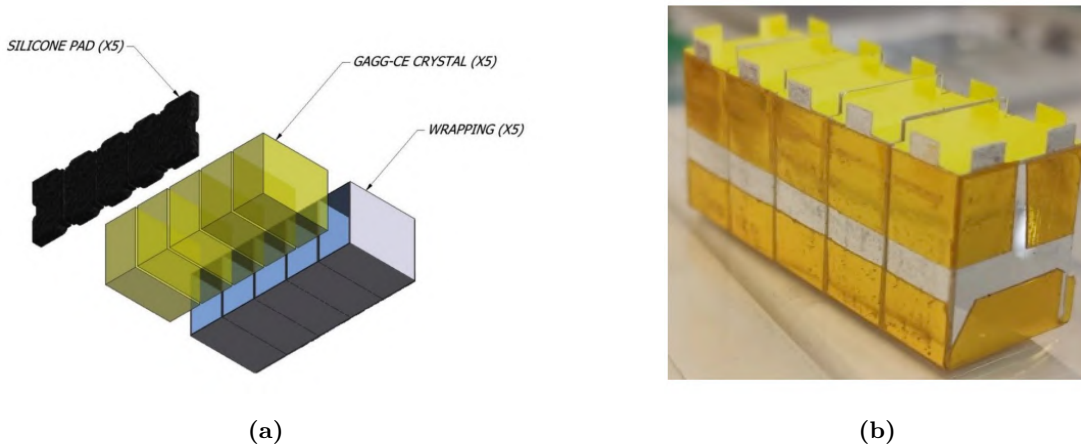 SILICONE PAD (X5)
GAGG-CE CRYSTAL (X5)
WRAPPING (X5)
(a)
(b)